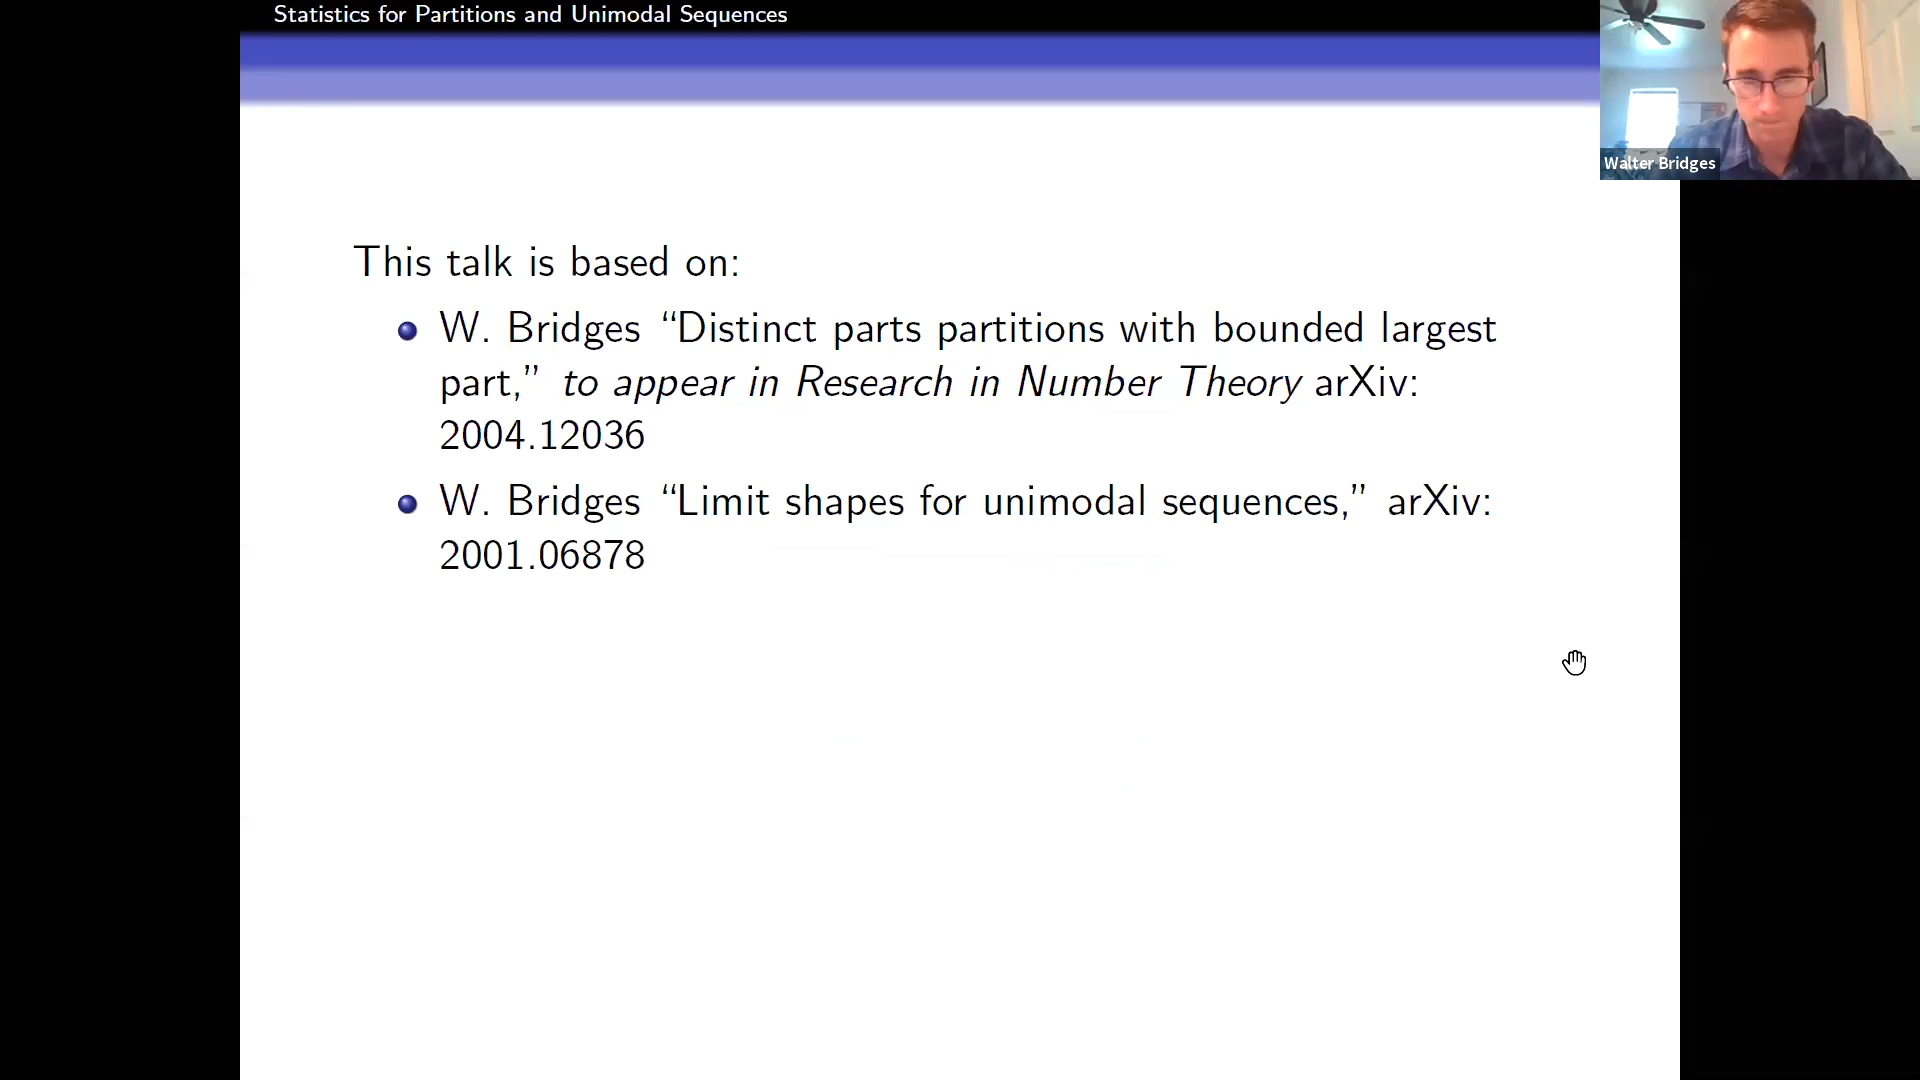 Statistics for Partitions and Unimodal Sequences
Walter Bridges
This talk is based on:
W. Bridges “Distinct parts partitions with bounded largest
part,” to appear in Research in Number Theory arXiv:
2004.12036
W. Bridges “Limit shapes for unimodal sequences,” arXiv:
2001.06878